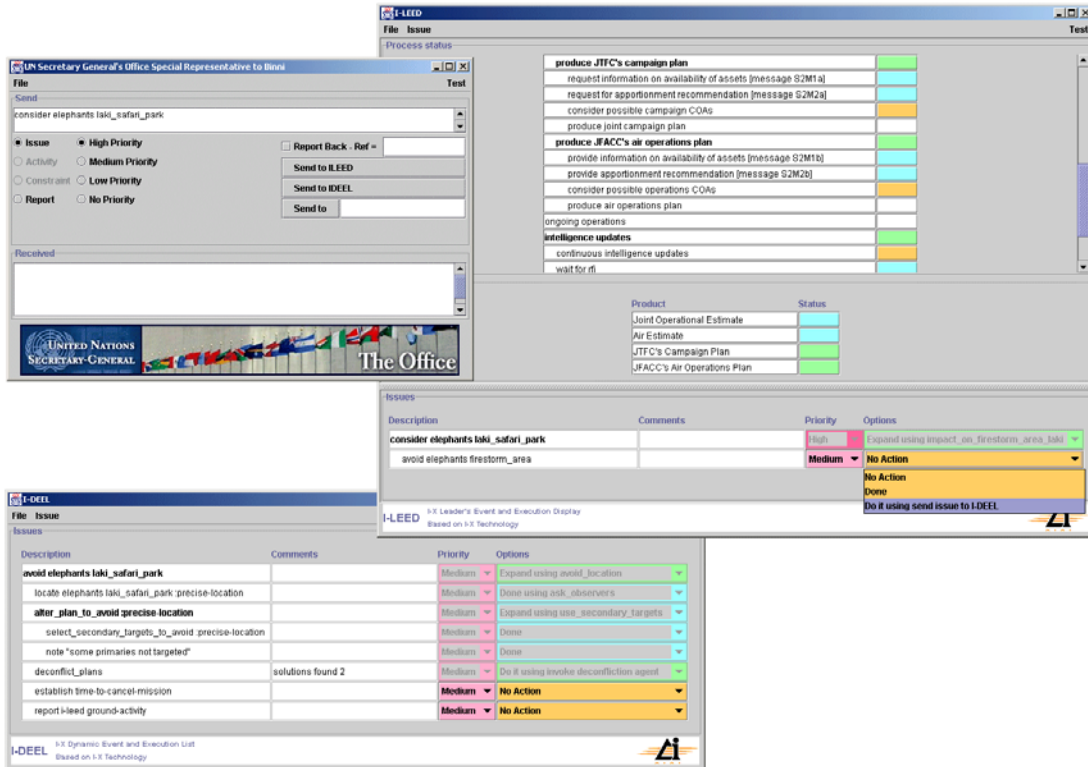 UN Secretary General's Office Special Representative to Binni
File Test
Send
consider elephants laki_safari_park
Issue High Priority Report Back - Ref =
Activity Medium Priority Send to ILEED
Constraint Low Priority Send to IDEEL
Report No Priority Send to
Received
UNITED NATIONS
SECRETARY-GENERAL
The Office
I-LEED
File Issue Test
Process status
produce JTFC's campaign plan
request information on availability of assets [message S2M1a]
request for apportionment recommendation [message S2M2a]
consider possible campaign COAs
produce joint campaign plan
produce JFACC's air operations plan
provide information on availability of assets [message S2M1b]
provide apportionment recommendation [message S2M2b]
consider possible operations COAs
produce air operations plan
ongoing operations
intelligence updates
continuous intelligence updates
wait for rfi
Product Status
Joint Operational Estimate
Air Estimate
JTFC's Campaign Plan
JFACC's Air Operations Plan
Issues
Description Comments Priority Options
consider elephants laki_safari_park High Expand using impact_on_firestorm_area_laki
avoid elephants firestorm_area Medium No Action
No Action
Done
Do it using send issue to I-DEEL
I-LEED I-X Leader's Event and Execution Display
Based on I-X Technology
AI
AIAI
I-DEEL
File Issue
Issues
Description Comments Priority Options
avoid elephants laki_safari_park Medium Expand using avoid_location
locate elephants laki_safari_park :precise-location Medium Done using ask_observers
alter_plan_to_avoid :precise-location Medium Expand using use_secondary_targets
select_secondary_targets_to_avoid :precise-location Medium Done
note "some primaries not targeted" Medium Done
deconflict_plans solutions found 2 Medium Do it using invoke deconfliction agent
establish time-to-cancel-mission Medium No Action
report i-leed ground-activity Medium No Action
I-DEEL I-X Dynamic Event and Execution List
Based on I-X Technology
AI
AIAI